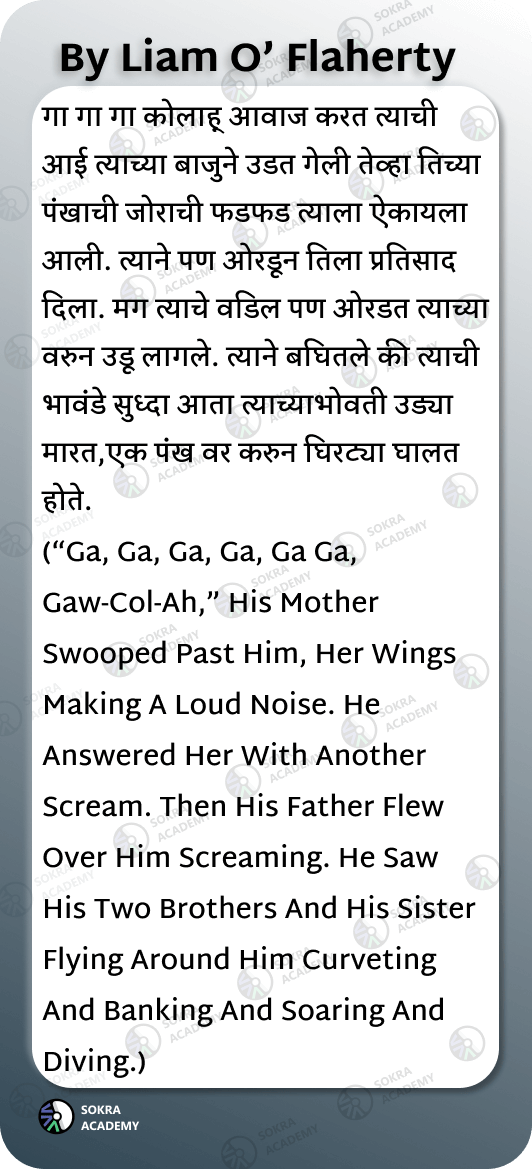 By Liam O’ Flaherty
गा गा गा कोलाह् आवाज करत त्याची
आई त्याच्या बाजुने उडत गेली तेव्हा तिच्या
पंखाची जोराची फडफड त्याला ऐकायला
आली. त्याने पण ओरडून तिला प्रतिसाद
दिला. मग त्याचे वडिल पण ओरडत त्याच्या
वरुन उडू लागले. त्याने बघितले की त्याची
भावंडे सुध्दा आता त्याच्याभोवती उड्या
मारत,एक पंख वर करुन घिरट्या घालत
होते.
(“Ga, Ga, Ga, Ga, Ga Ga,
Gaw-Col-Ah,” His Mother
Swooped Past Him, Her Wings
Making A Loud Noise. He
Answered Her With Another
Scream. Then His Father Flew
Over Him Screaming. He Saw
His Two Brothers And His Sister
Flying Around Him Curveting
And Banking And Soaring And
Diving.)
SOKRA
ACADEMY